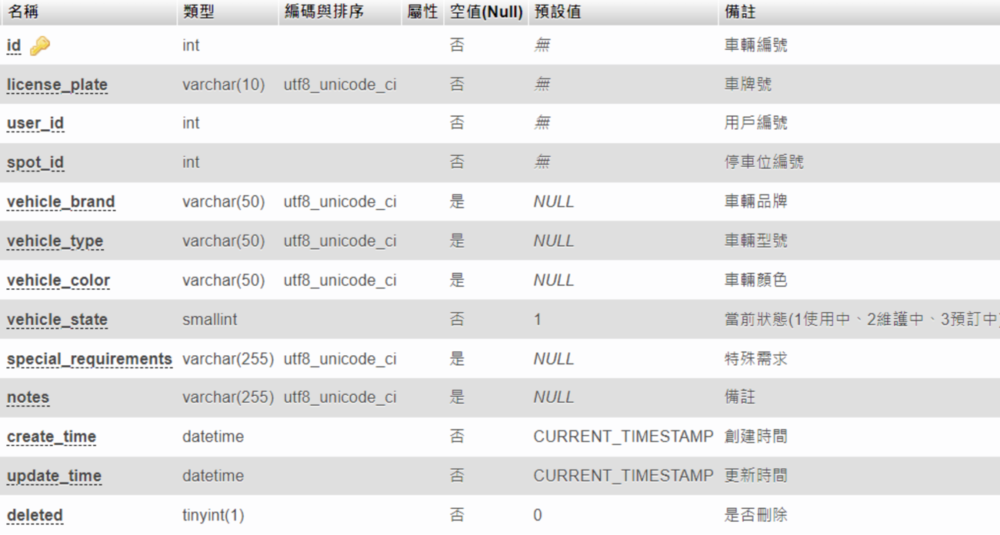 名稱 類型 編碼與排序 屬性 空值(Null) 預設值 備註
id int 否 無 車輛編號
license_plate varchar(10) utf8_unicode_ci 否 無 車牌號
user_id int 否 無 用戶編號
spot_id int 否 無 停車位編號
vehicle_brand varchar(50) utf8_unicode_ci 是 NULL 車輛品牌
vehicle_type varchar(50) utf8_unicode_ci 是 NULL 車輛型號
vehicle_color varchar(50) utf8_unicode_ci 是 NULL 車輛顏色
vehicle_state smallint 否 1 當前狀態(1使用中、2維護中、3預訂中)
special_requirements varchar(255) utf8_unicode_ci 是 NULL 特殊需求
notes varchar(255) utf8_unicode_ci 是 NULL 備註
create_time datetime 否 CURRENT_TIMESTAMP 創建時間
update_time datetime 否 CURRENT_TIMESTAMP 更新時間
deleted tinyint(1) 否 0 是否刪除